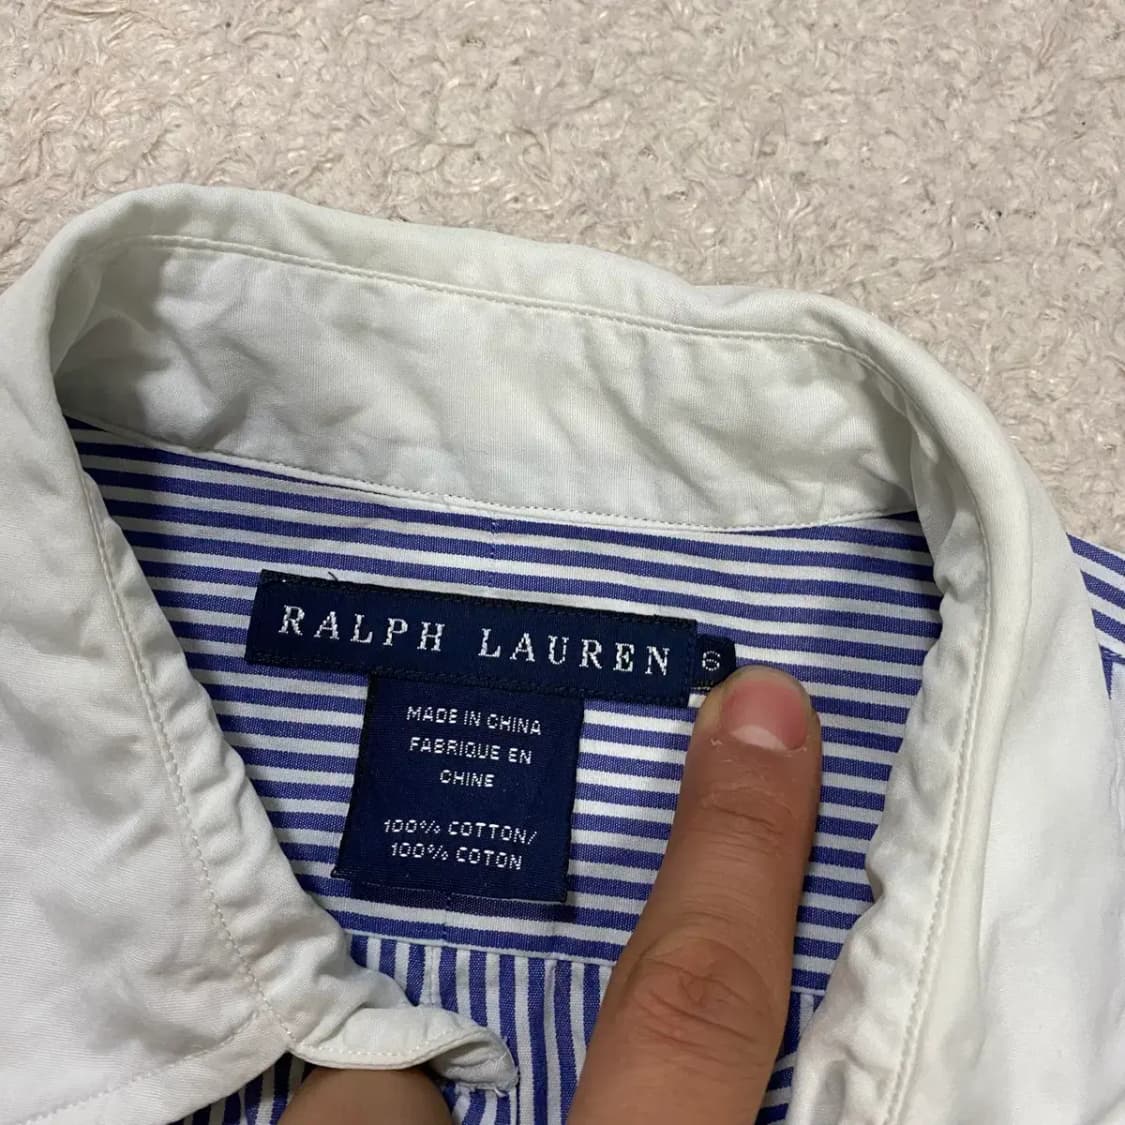 RALPH LAUREN 6
MADE IN CHINA
FABRIQUE EN
CHINE
100% COTTON/
100% COTON